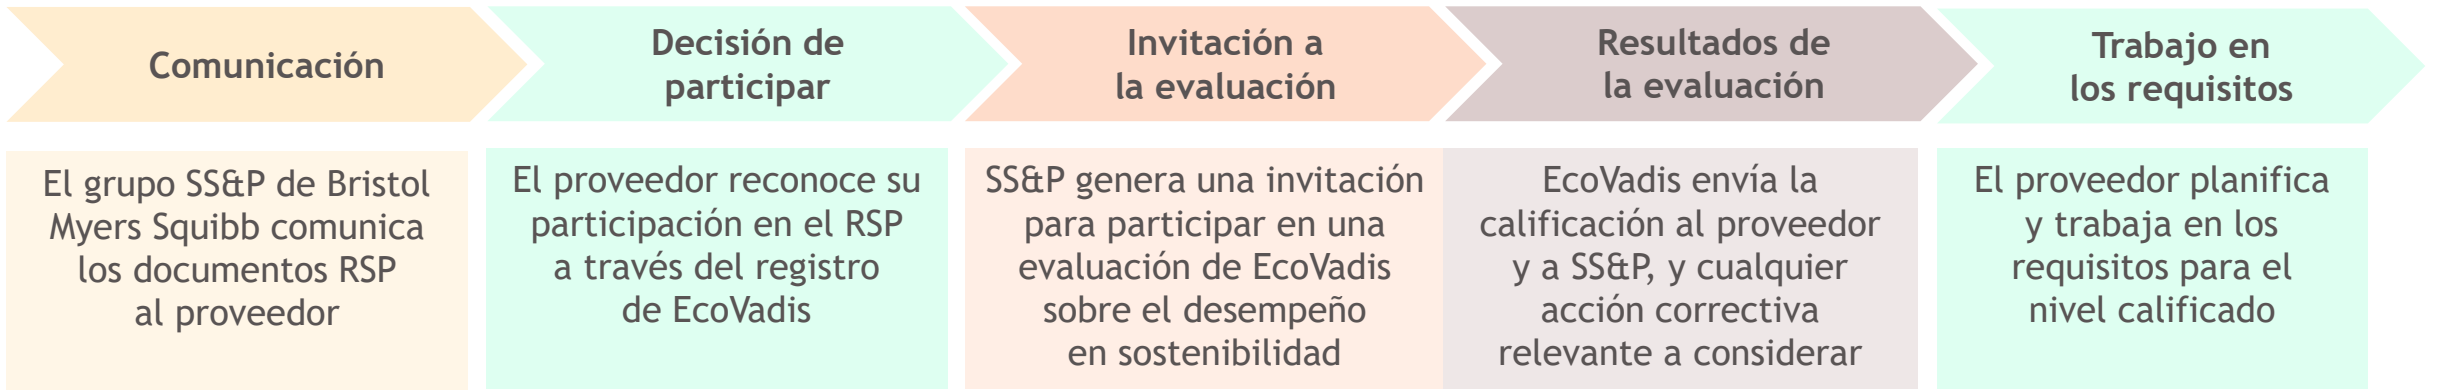 Comunicación
El grupo SS&P de Bristol
Myers Squibb comunica
los documentos RSP
al proveedor
Decisión de
participar
El proveedor reconoce su
participación en el RSP
a través del registro
de EcoVadis
Invitación a
la evaluación
SS&P genera una invitación
para participar en una
evaluación de EcoVadis
sobre el desempeño
en sostenibilidad
Resultados de
la evaluación
EcoVadis envía la
calificación al proveedor
y a SS&P, y cualquier
acción correctiva
relevante a considerar
Trabajo en
los requisitos
El proveedor planifica
y trabaja en los
requisitos para el
nivel calificado